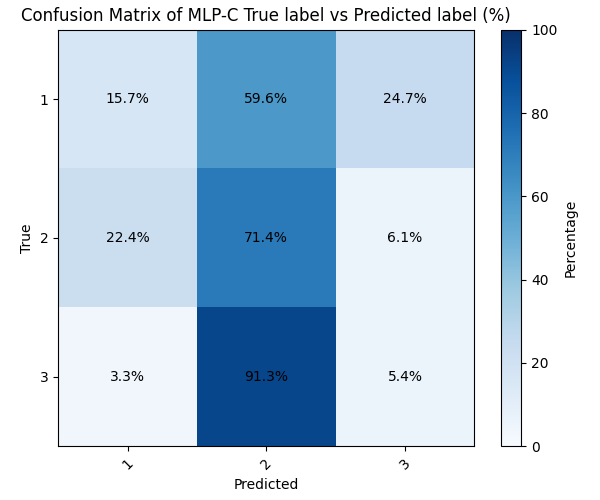 Confusion Matrix of MLP-C True label vs Predicted label (%)
100
1 15.7% 59.6% 24.7%
80
60
True
2 22.4% 71.4% 6.1%
Percentage
40
20
3 3.3% 91.3% 5.4%
0
1 2 3
Predicted